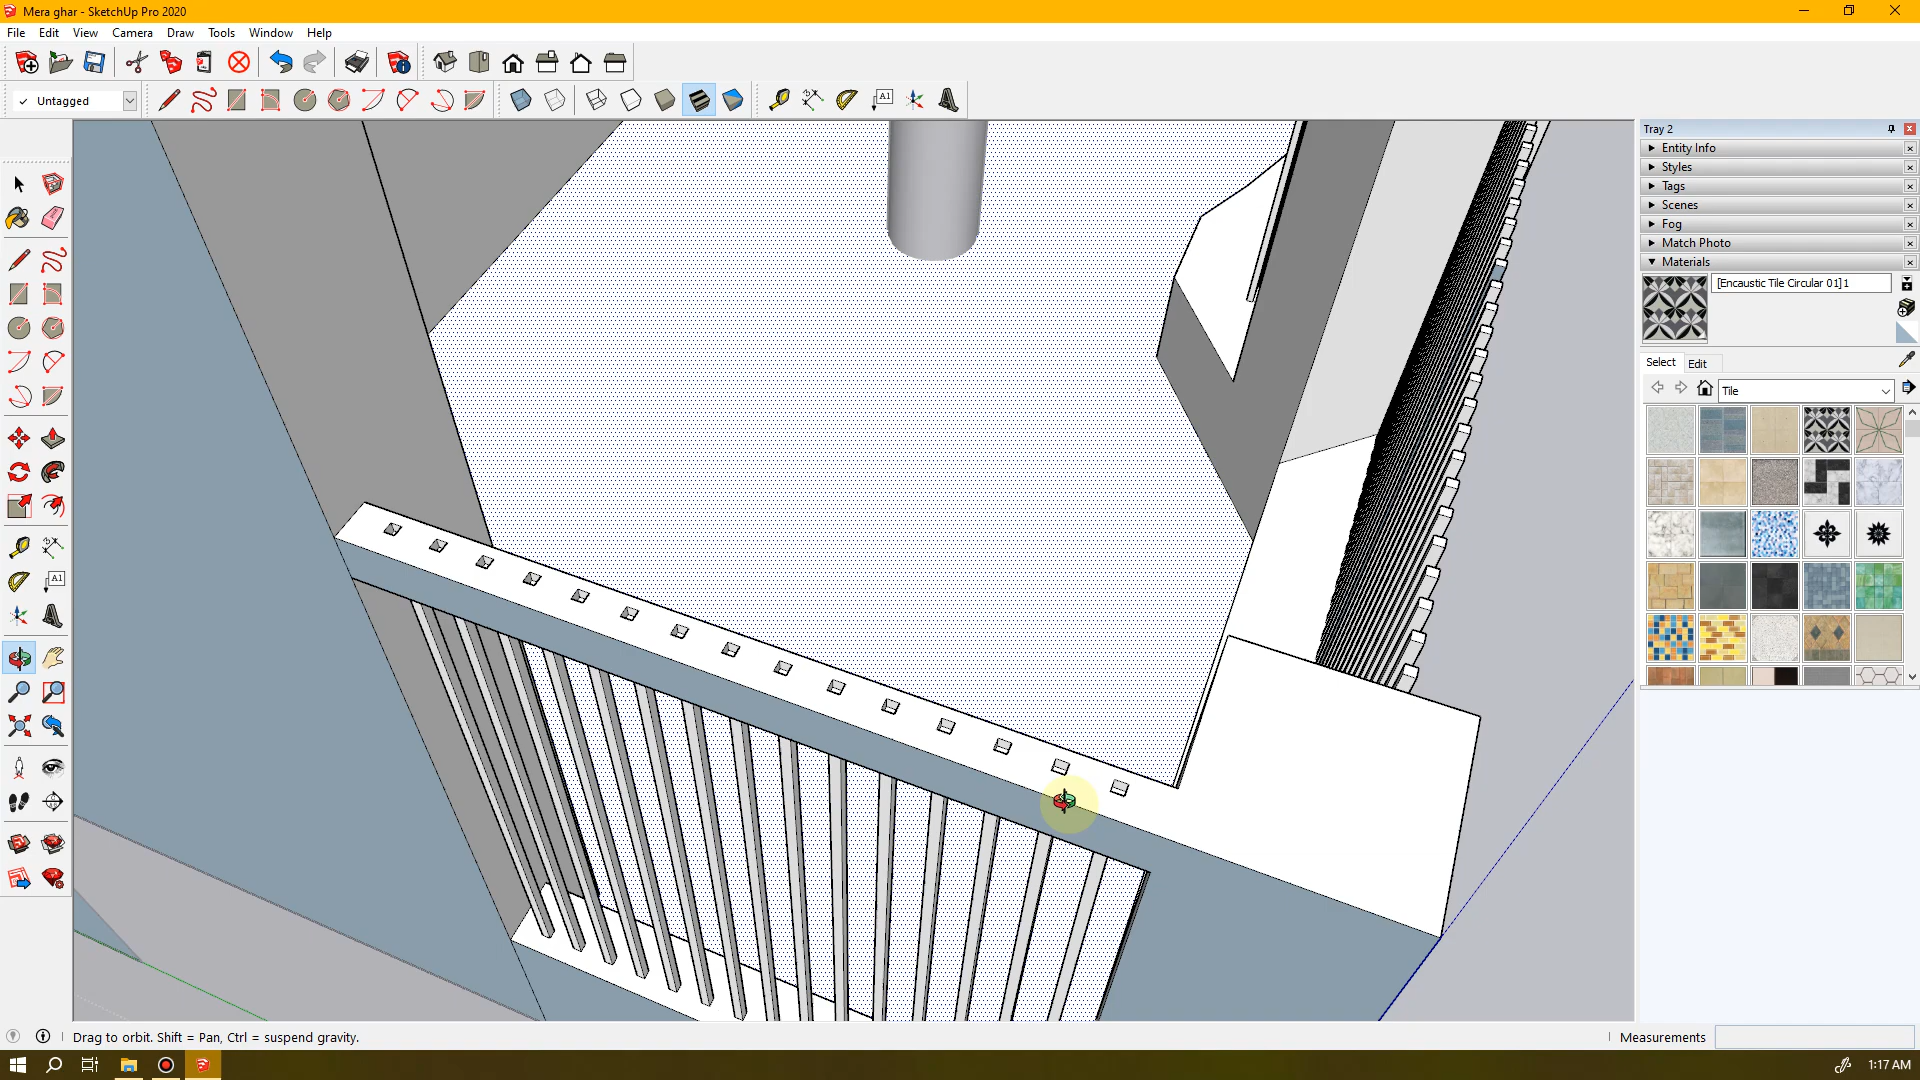 Mera ghar - SketchUp Pro 2020
File Edit View Camera Draw Tools Window Help
Untagged
A1
Tray 2
Entity Info
Styles
Tags
Scenes
Fog
Match Photo
Materials
[Encaustic Tile Circular 01]1
Select Edit
Tile
A1
Drag to orbit. Shift = Pan, Ctrl = suspend gravity.
Measurements
1:17 AM